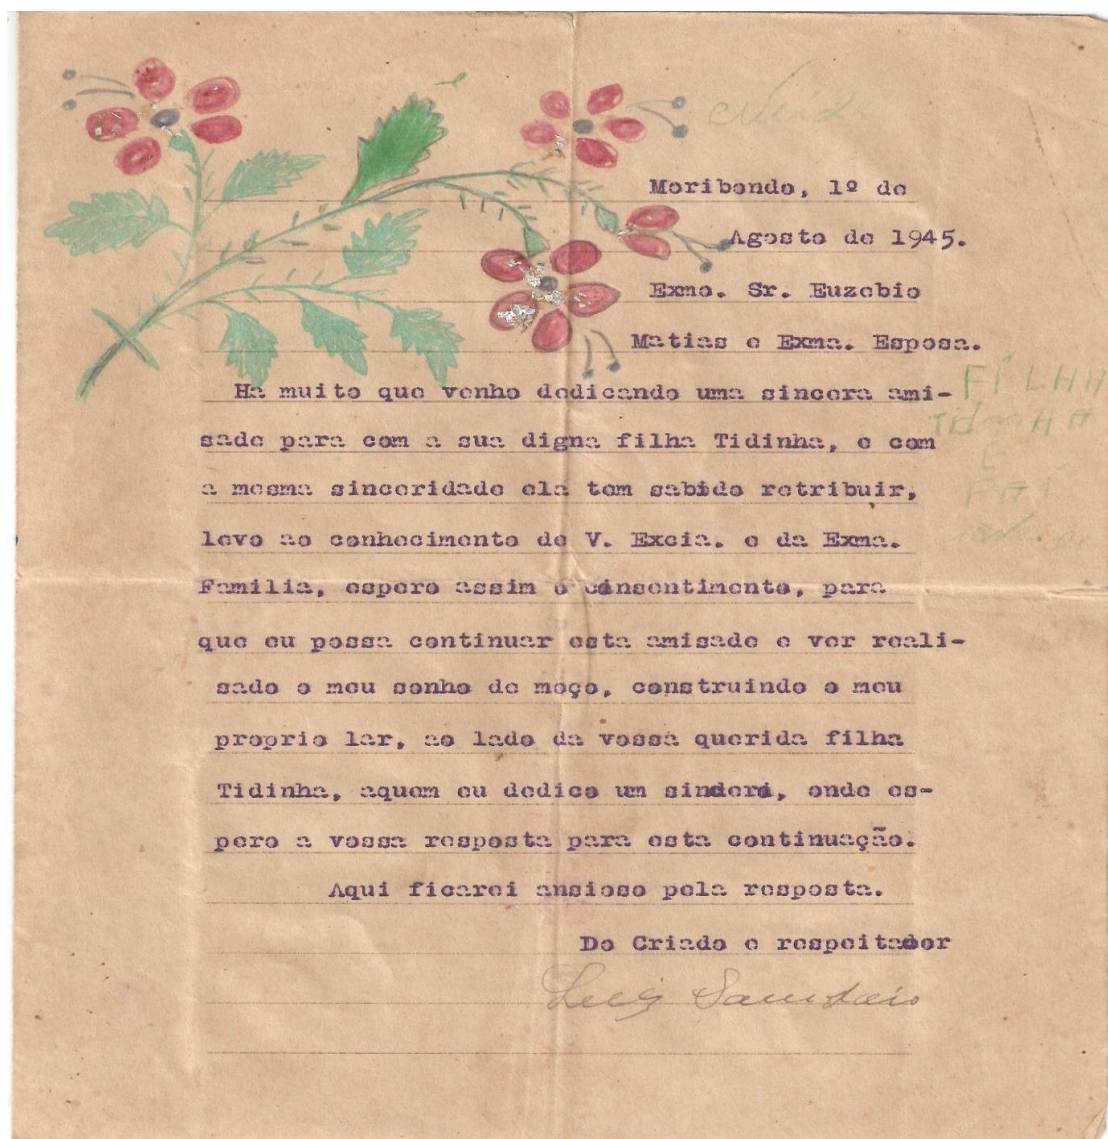 Moribondo, 1º de
Agosto de 1945.
Exmo. Sr. Euzebio
Matias e Exma. Esposa.
Ha muito que venho dedicando uma sincera ami-
sade para com a sua digna filha Tidinha, e com
a mesma sinceridade ela tem sabido retribuir,
levo ao conhecimento de V. Excia. e da Exma.
Familia, espero assim o consentimento, para
que eu possa continuar esta amisade e ver reali-
sado o meu sonho de moço, construindo o meu
proprio lar, ao lado da vossa querida filha
Tidinha, aquem eu dedico um , onde es-
pero a vossa resposta para esta continuação.
Aqui ficarei ansioso pela resposta.
Do Criado e respeitador
Luiz
FILHA
E
PAI